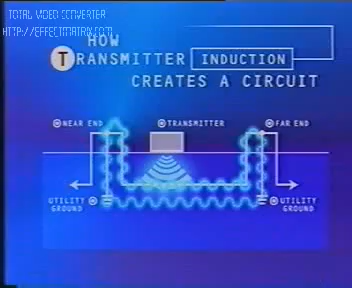 TOTAL VIDEO CONVERTER
HTTP://EFFECTMATRIX.COM
HOW
TRANSMITTER INDUCTION
CREATES A CIRCUIT
NEAR END
TRANSMITTER
FAR END
UTILITY
GROUND
UTILITY
GROUND